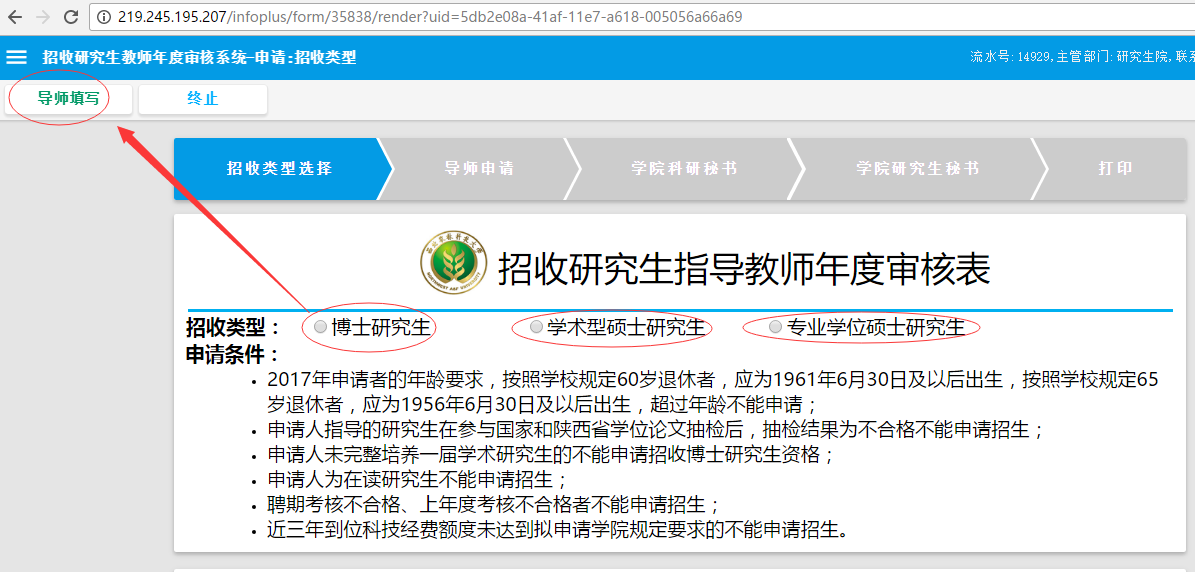 219.245.195.207/infoplus/form/35838/render?uid=5db2e08a-41af-11e7-a618-005056a66a69
招收研究生教师年度审核系统-申请:招收类型
流水号: 14929,主管部门: 研究生院, 联系
导师填写 终止
招收类型选择 导师申请 学院科研秘书 学院研究生秘书 打印
招收研究生指导教师年度审核表
招收类型： 博士研究生 学术型硕士研究生 专业学位硕士研究生
申请条件：
• 2017年申请者的年龄要求，按照学校规定60岁退休者，应为1961年6月30日及以后出生，按照学校规定65
岁退休者，应为1956年6月30日及以后出生，超过年龄不能申请；
• 申请人指导的研究生在参与国家和陕西省学位论文抽检后，抽检结果为不合格不能申请招生；
• 申请人未完整培养一届学术研究生的不能申请招收博士研究生资格；
• 申请人为在读研究生不能申请招生；
• 聘期考核不合格、上年度考核不合格者不能申请招生；
• 近三年到位科技经费额度未达到拟申请学院规定要求的不能申请招生。